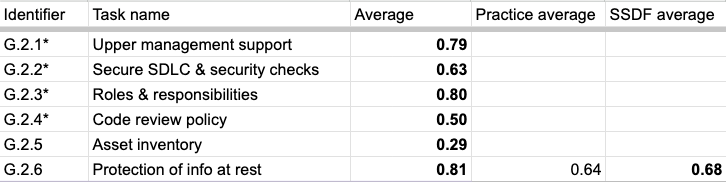 Identifier Task name Average Practice average SSDF average
G.2.1* Upper management support 0.79
G.2.2* Secure SDLC & security checks 0.63
G.2.3* Roles & responsibilities 0.80
G.2.4* Code review policy 0.50
G.2.5 Asset inventory 0.29
G.2.6 Protection of info at rest 0.81 0.64 0.68